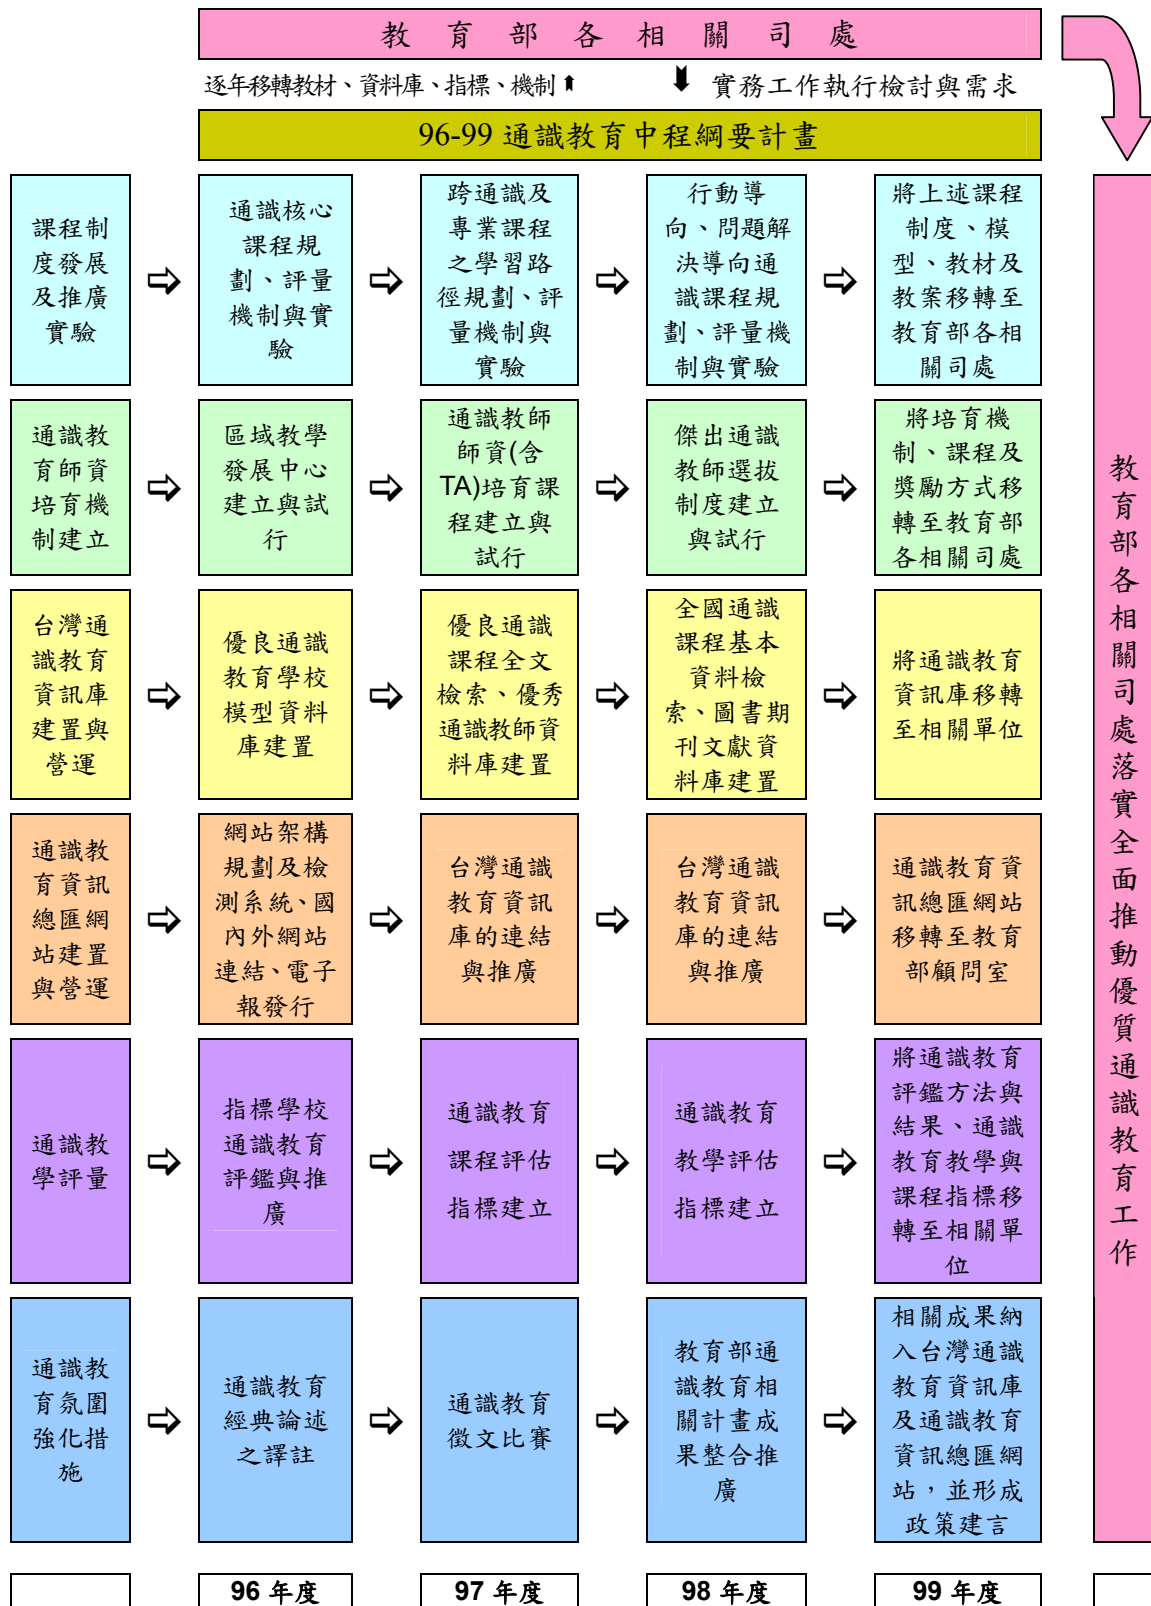 教育部各相關司處
逐年移轉教材、資料庫、指標、機制
實務工作執行檢討與需求
96-99 通識教育中程綱要計畫
課程制
度發展
及推廣
實驗
通識核心
課程規
劃、評量
機制與實
驗
跨通識及
專業課程
之學習路
徑規劃、評
量機制與
實驗
行動導
向、問題解
決導向通
識課程規
劃、評量機
制與實驗
將上述課程
制度、模
型、教材及
教案移轉至
教育部各相
關司處
通識教
育師資
培育機
制建立
區域教學
發展中心
建立與試
行
通識教師
師資(含
TA)培育課
程建立與
試行
傑出通識
教師選拔
制度建立
與試行
將培育機
制、課程及
獎勵方式移
轉至教育部
各相關司處
台灣通
識教育
資訊庫
建置與
營運
優良通識
教育學校
模型資料
庫建置
優良通識
課程全文
檢索、優秀
通識教師資
料庫建置
全國通識
課程基本
資料檢
索、圖書期
刊文獻資
料庫建置
將通識教育
資訊庫移轉
至相關單位
通識教
育資訊
總匯網
站建置
與營運
網站架構
規劃及檢
測系統、國
內外網站
連結、電子
報發行
台灣通識
教育資訊
庫的連結
與推廣
台灣通識
教育資訊
庫的連結
與推廣
通識教育資
訊總匯網站
移轉至教育
部顧問室
通識教
學評量
指標學校
通識教育
評鑑與推
廣
通識教育
課程評估
指標建立
通識教育
教學評估
指標建立
將通識教育
評鑑方法與
結果、通識
教育教學與
課程指標移
轉至相關單
位
通識教
育氛圍
強化措
施
通識教育
經典論述
之譯註
通識教育
徵文比賽
教育部通
識教育相
關計畫成
果整合推
廣
相關成果納
入台灣通識
教育資訊庫
及通識教育
資訊總匯網
站，並形成
政策建言
教育部各相關司處落實全面推動優質通識教育工作
96 年度
97 年度
98 年度
99 年度